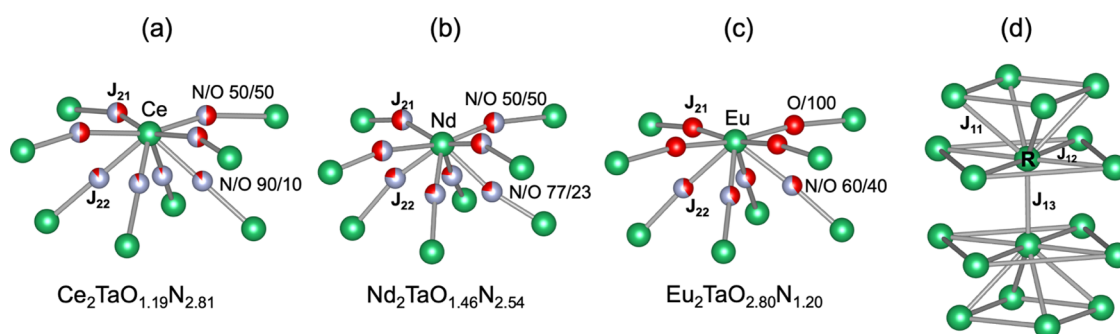 (a)
(b)
(c)
(d)
J₂₁
Ce
N/O 50/50
J₂₂
N/O 90/10
Ce₂TaO₁.₁₉N₂.₈₁
J₂₁
Nd
N/O 50/50
J₂₂
N/O 77/23
Nd₂TaO₁.₄₆N₂.₅₄
J₂₁
Eu
O/100
J₂₂
N/O 60/40
Eu₂TaO₂.₈₀N₁.₂₀
J₁₁
R
J₁₂
J₁₃